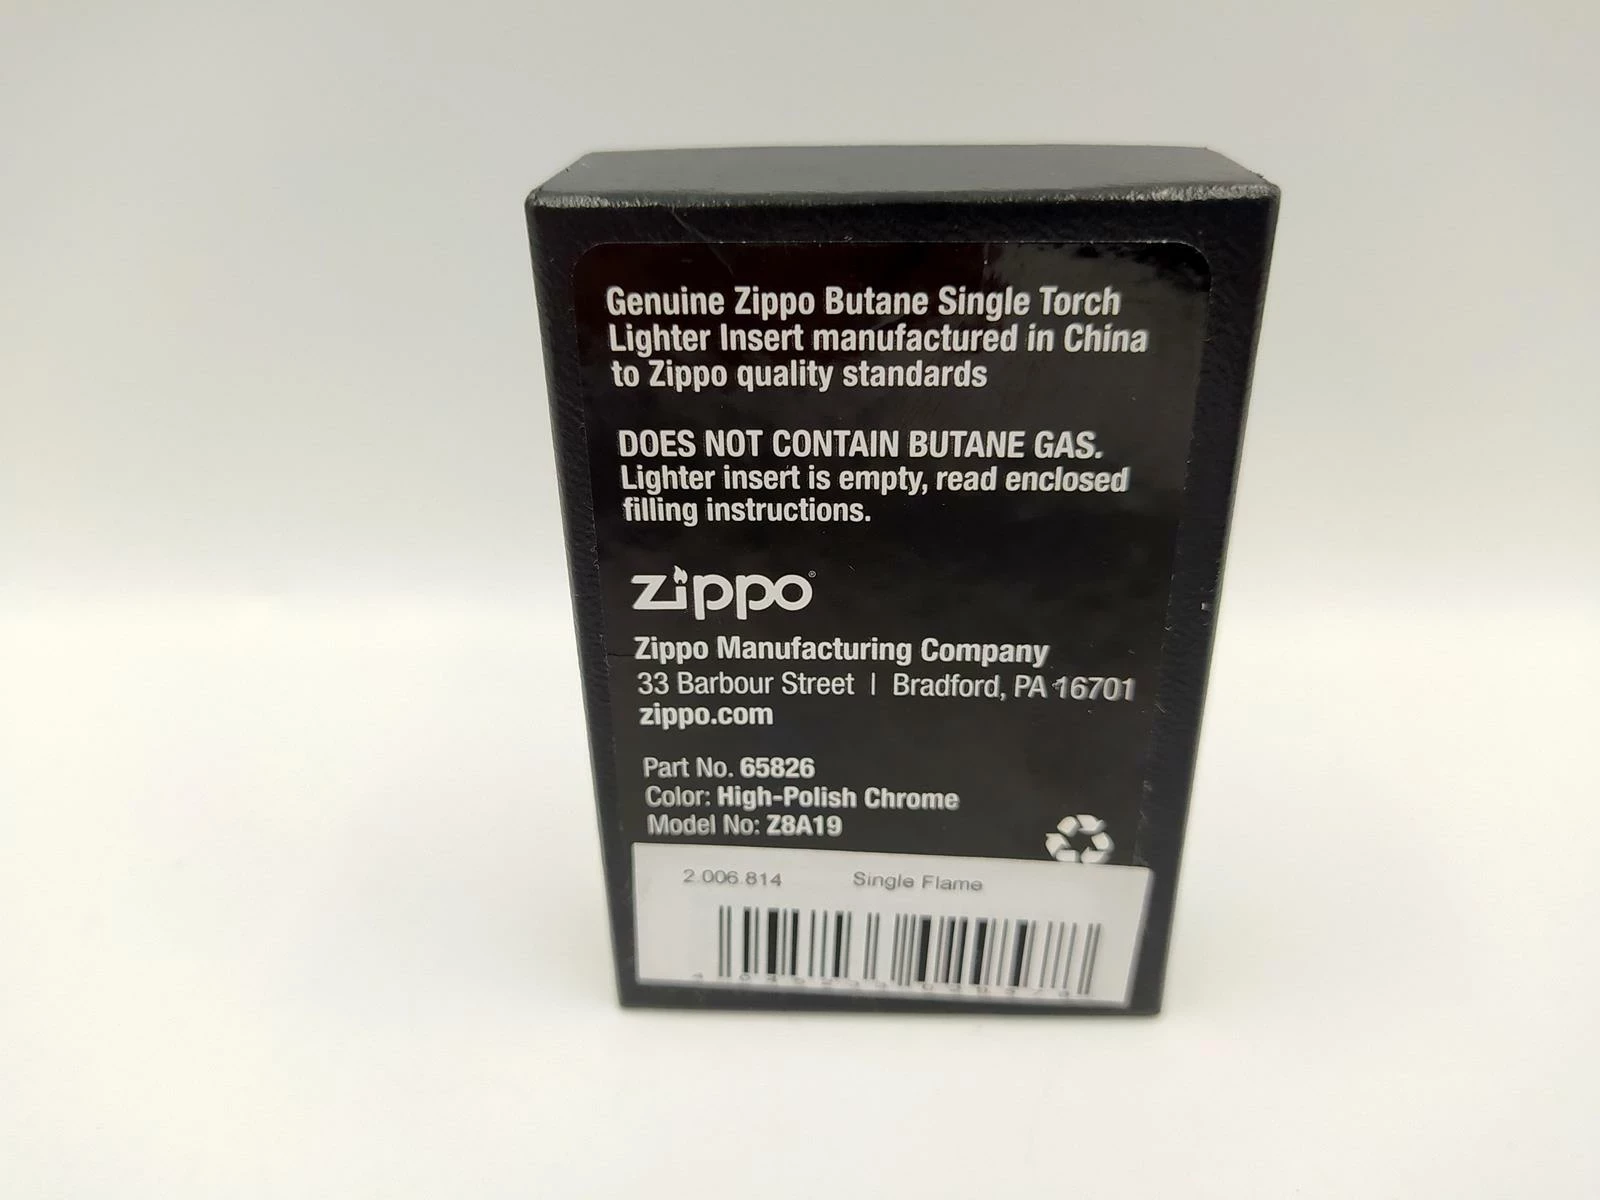 Genuine Zippo Butane Single Torch
Lighter Insert manufactured in China
to Zippo quality standards
DOES NOT CONTAIN BUTANE GAS.
Lighter insert is empty, read enclosed
filling instructions.
zippo®
Zippo Manufacturing Company
33 Barbour Street | Bradford, PA 16701
zippo.com
Part No. 65826
Color: High-Polish Chrome
Model No: Z8A19
2.006.814 Single Flame